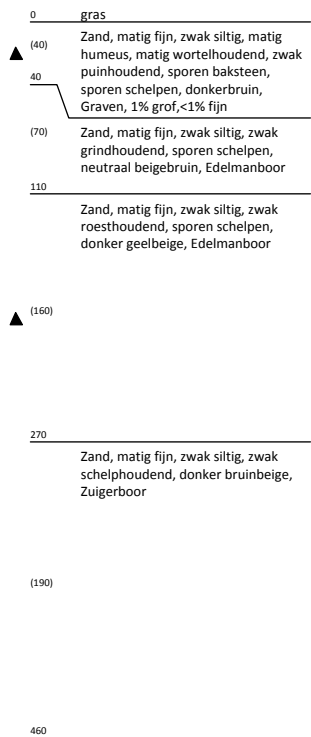 0 gras
(40) Zand, matig fijn, zwak siltig, matig
humeus, matig wortelhoudend, zwak
puinhoudend, sporen baksteen,
40 sporen schelpen, donkerbruin,
Graven, 1% grof,<1% fijn
(70) Zand, matig fijn, zwak siltig, zwak
grindhoudend, sporen schelpen,
neutraal beigebruin, Edelmanboor
110
Zand, matig fijn, zwak siltig, zwak
roesthoudend, sporen schelpen,
donker geelbeige, Edelmanboor
(160)
270
Zand, matig fijn, zwak siltig, zwak
schelphoudend, donker bruinbeige,
Zuigerboor
(190)
460